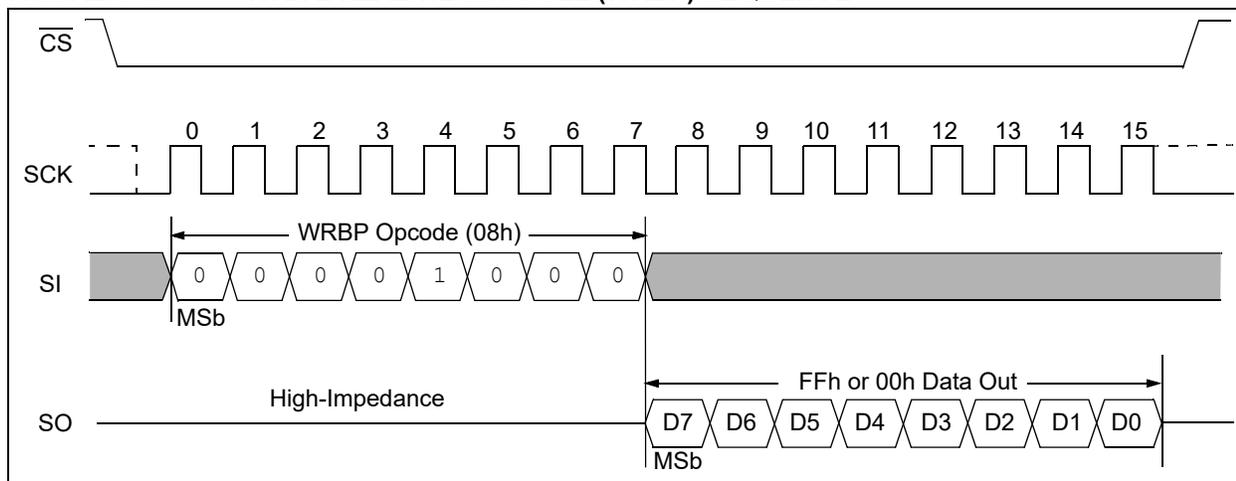 CS
0 1 2 3 4 5 6 7 8 9 10 11 12 13 14 15
SCK
WRBP Opcode (08h)
SI 0 0 0 0 1 0 0 0
MSb
FFh or 00h Data Out
High-Impedance
SO D7 D6 D5 D4 D3 D2 D1 D0
MSb